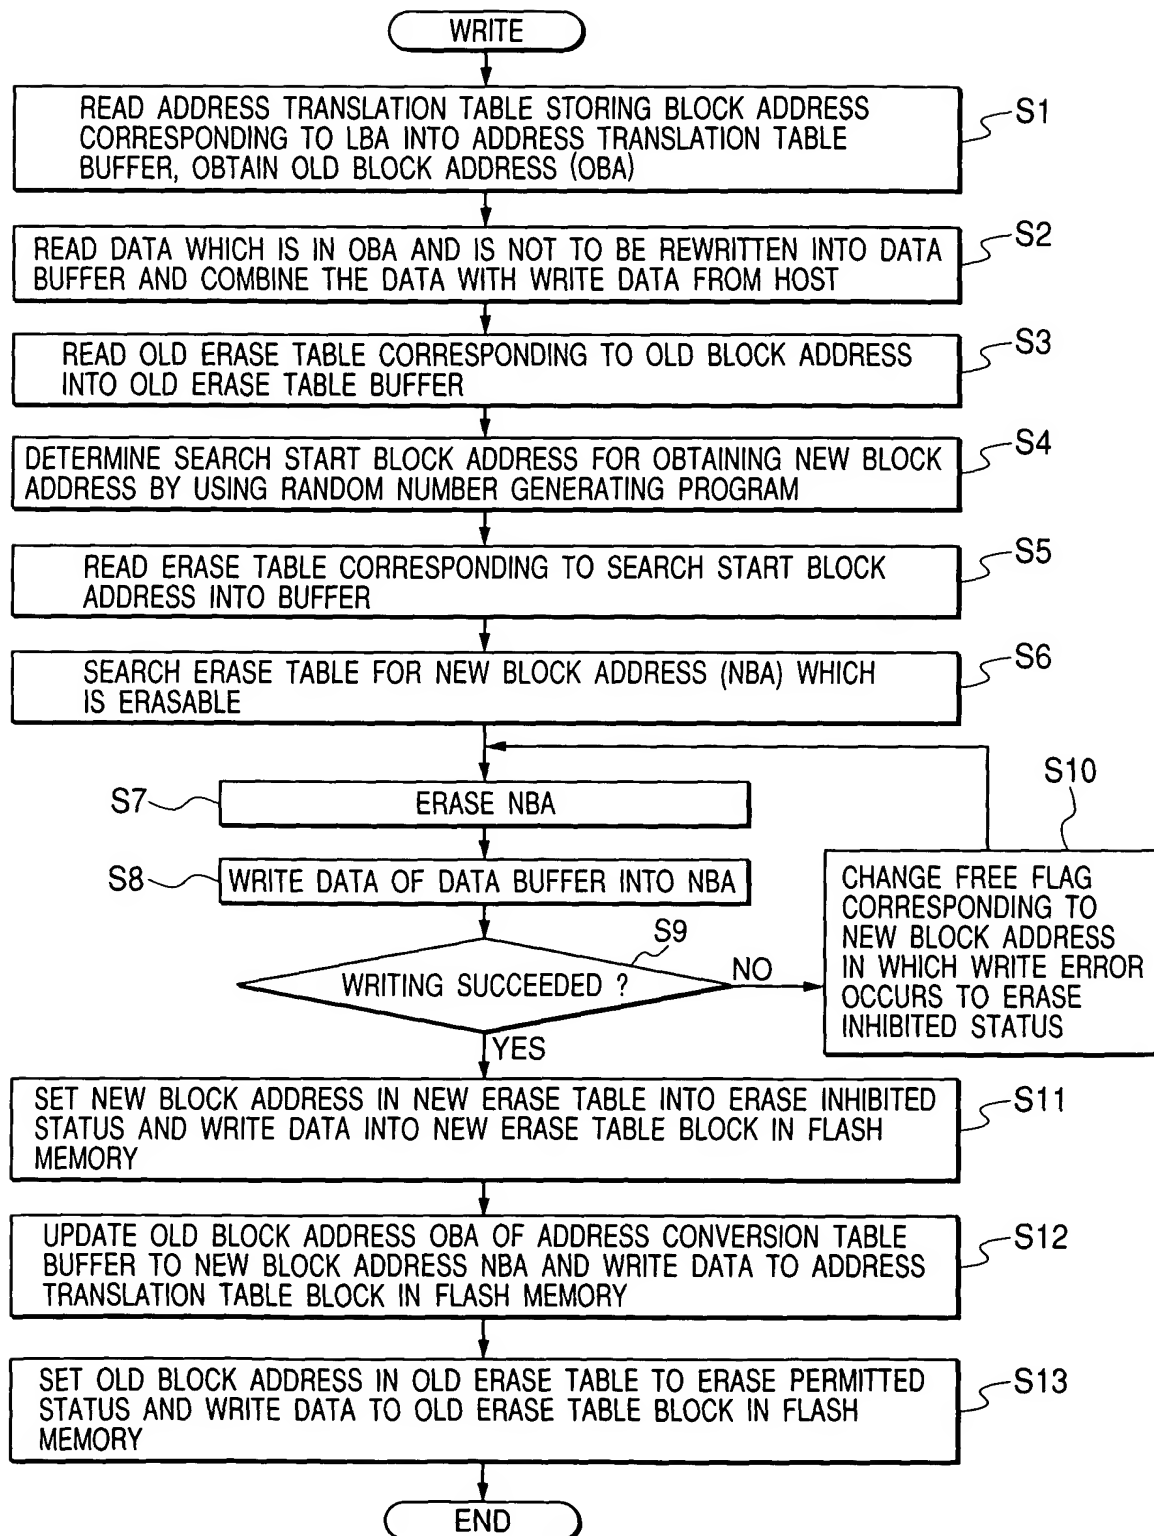 WRITE
READ ADDRESS TRANSLATION TABLE STORING BLOCK ADDRESS
CORRESPONDING TO LBA INTO ADDRESS TRANSLATION TABLE
BUFFER, OBTAIN OLD BLOCK ADDRESS (OBA)
S1
READ DATA WHICH IS IN OBA AND IS NOT TO BE REWRITTEN INTO DATA
BUFFER AND COMBINE THE DATA WITH WRITE DATA FROM HOST
S2
READ OLD ERASE TABLE CORRESPONDING TO OLD BLOCK ADDRESS
INTO OLD ERASE TABLE BUFFER
S3
DETERMINE SEARCH START BLOCK ADDRESS FOR OBTAINING NEW BLOCK
ADDRESS BY USING RANDOM NUMBER GENERATING PROGRAM
S4
READ ERASE TABLE CORRESPONDING TO SEARCH START BLOCK
ADDRESS INTO BUFFER
S5
SEARCH ERASE TABLE FOR NEW BLOCK ADDRESS (NBA) WHICH
IS ERASABLE
S6
S7
ERASE NBA
S8
WRITE DATA OF DATA BUFFER INTO NBA
S9
WRITING SUCCEEDED ?
NO
YES
S10
CHANGE FREE FLAG
CORRESPONDING TO
NEW BLOCK ADDRESS
IN WHICH WRITE ERROR
OCCURS TO ERASE
INHIBITED STATUS
SET NEW BLOCK ADDRESS IN NEW ERASE TABLE INTO ERASE INHIBITED
STATUS AND WRITE DATA INTO NEW ERASE TABLE BLOCK IN FLASH
MEMORY
S11
UPDATE OLD BLOCK ADDRESS OBA OF ADDRESS CONVERSION TABLE
BUFFER TO NEW BLOCK ADDRESS NBA AND WRITE DATA TO ADDRESS
TRANSLATION TABLE BLOCK IN FLASH MEMORY
S12
SET OLD BLOCK ADDRESS IN OLD ERASE TABLE TO ERASE PERMITTED
STATUS AND WRITE DATA TO OLD ERASE TABLE BLOCK IN FLASH
MEMORY
S13
END